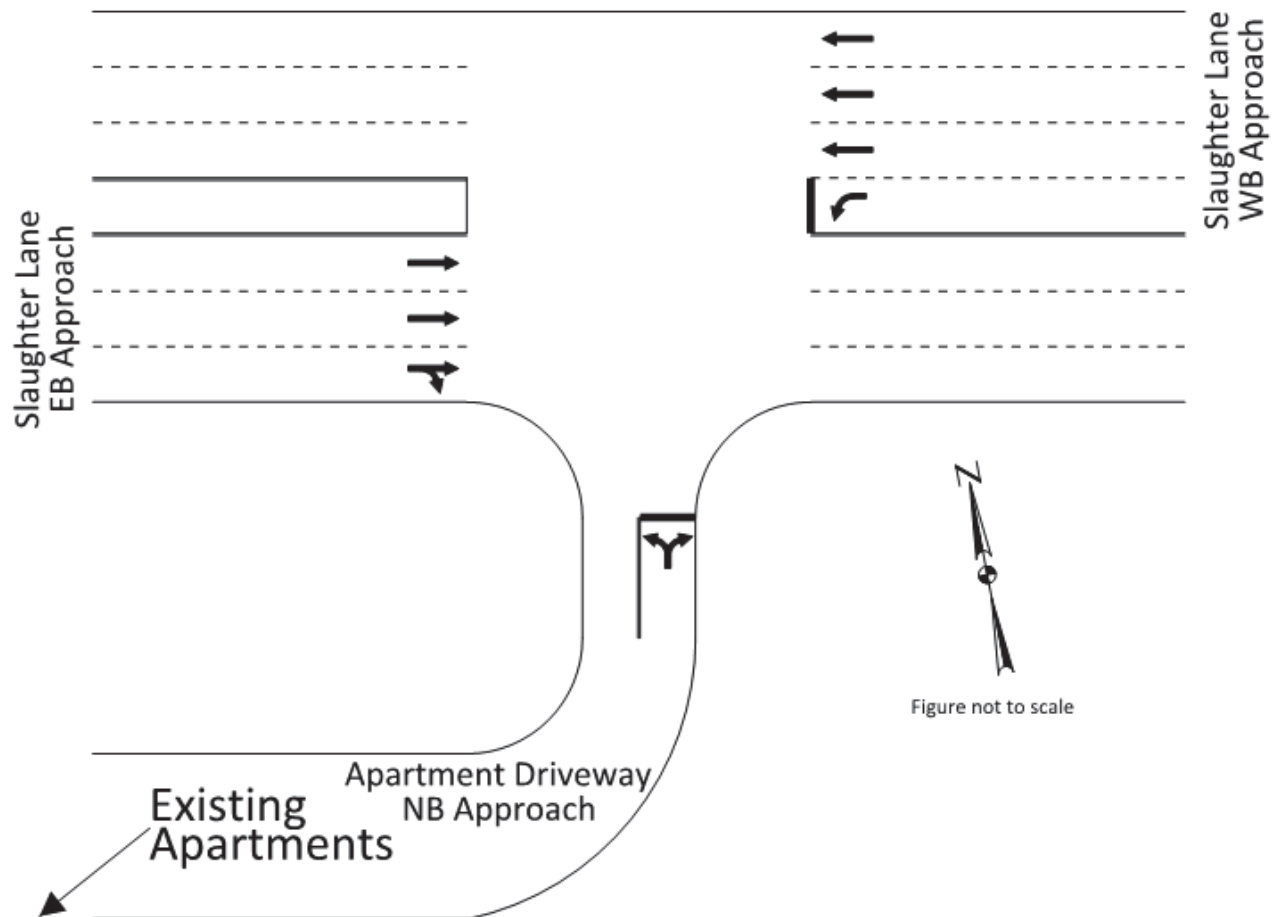 Slaughter Lane
WB Approach
Slaughter Lane
EB Approach
N
Figure not to scale
Apartment Driveway
NB Approach
Existing
Apartments